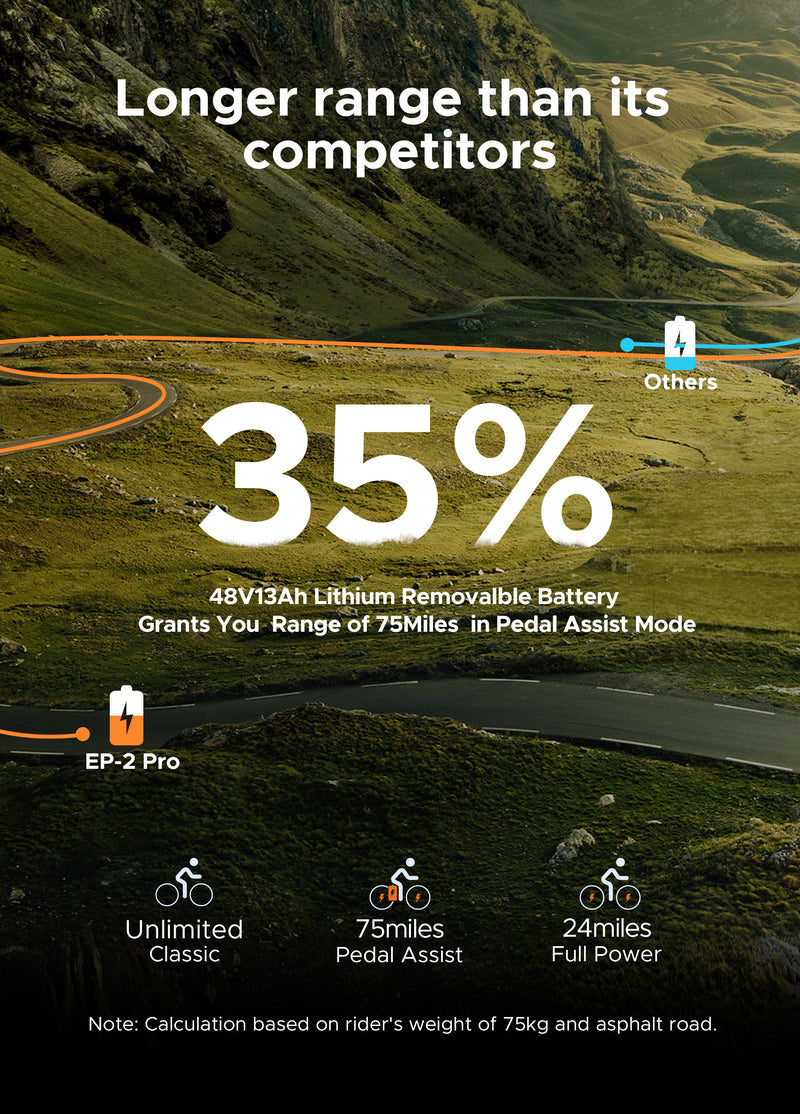 Longer range than its
competitors
Others
35%
48V13Ah Lithium Removalble Battery
Grants You Range of 75Miles in Pedal Assist Mode
EP-2 Pro
Unlimited
Classic
75miles
Pedal Assist
24miles
Full Power
Note: Calculation based on rider's weight of 75kg and asphalt road.